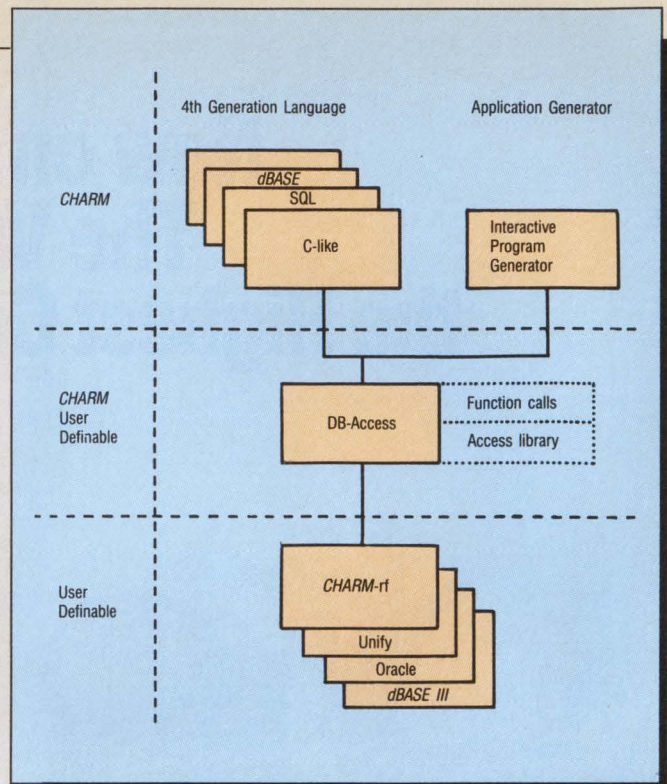 4th Generation Language
Application Generator
CHARM
dBASE
SQL
C-like
Interactive
Program
Generator
CHARM
User
Definable
DB-Access
Function calls
Access library
User
Definable
CHARM-rf
Unify
Oracle
dBASE III